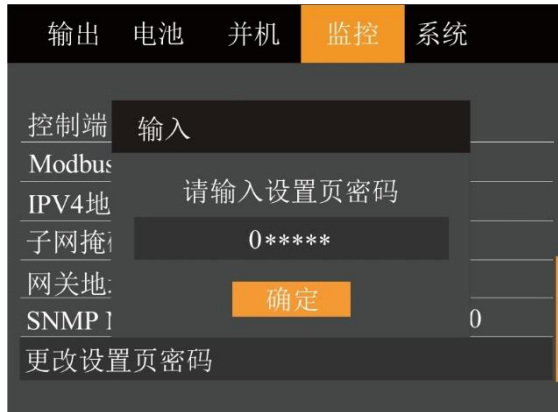 输出 电池 并机 监控 系统
控制端
输入
Modbus
请输入设置页密码
IPV4地
0*****
子网掩
网关地
确定
SNMP
0
更改设置页密码